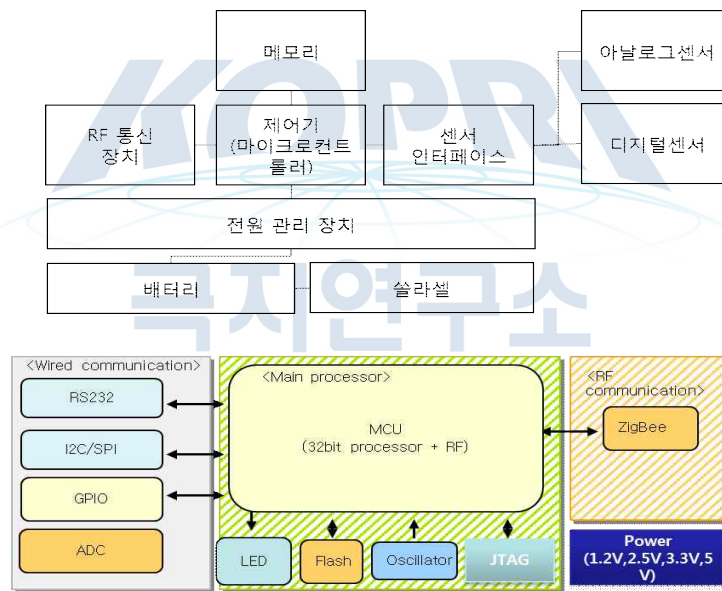 KOPRI
메모리
아날로그센서
RF 통신
장치
제어기
(마이크로컨트
롤러)
센서
인터페이스
디지털센서
전원 관리 장치
배터리
쏠라셀
극지연구소
<Wired communication>
RS232
I2C/SPI
GPIO
ADC
<Main processor>
MCU
(32bit processor + RF)
LED
Flash
Oscillator
JTAG
<RF
communication>
ZigBee
Power
(1.2V,2.5V,3.3V,5
V)